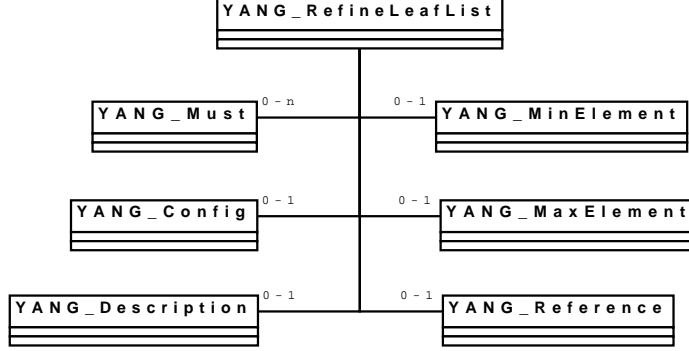 YANG_RefineLeafList
0-n 0-1
YANG_Must YANG_MinElement
0-1 0-1
YANG_Config YANG_MaxElement
0-1 0-1
YANG_Description YANG_Reference